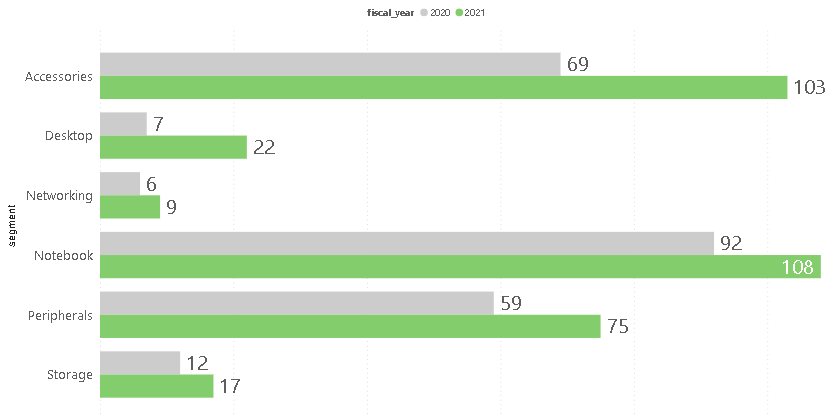 fiscal_year 2020 2021
Accessories 69
103
Desktop 7
22
Networking 6
9
segment
Notebook 92
108
Peripherals 59
75
Storage 12
17